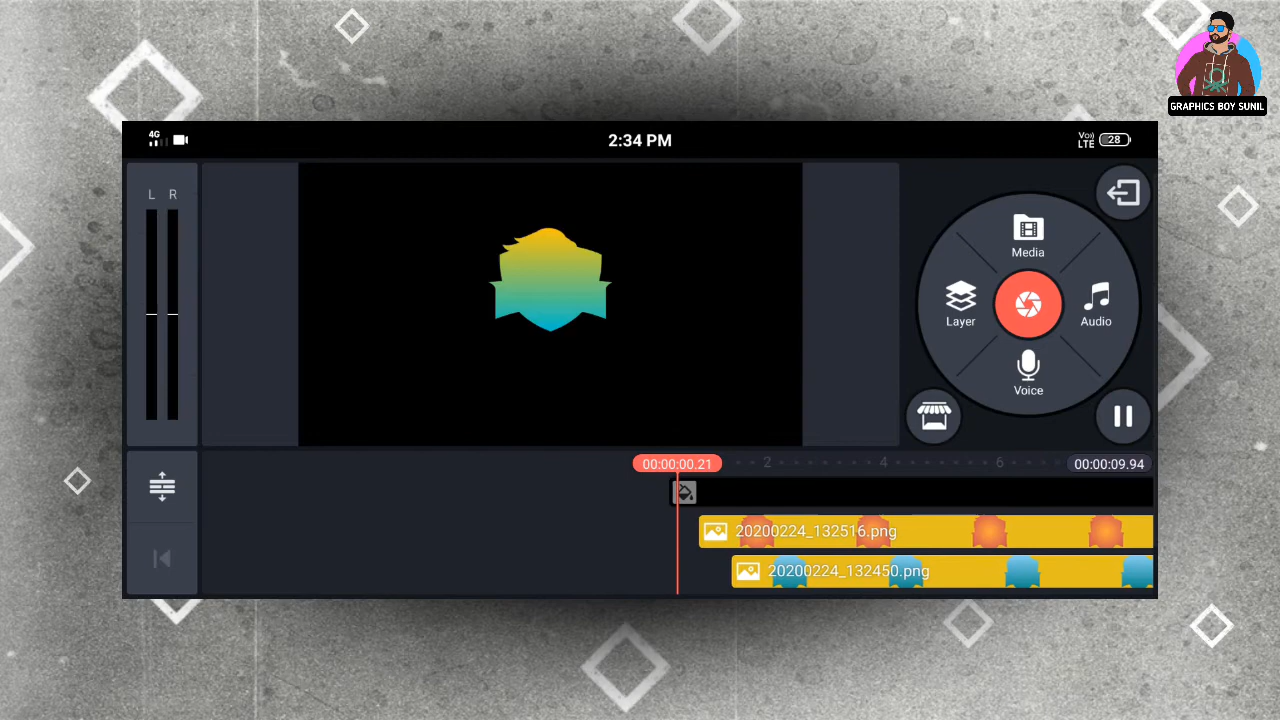 GRAPHICS BOY SUNIL
4G
2:34 PM
Vo)) LTE
28
L R
Media
Layer
Audio
Voice
00:00:00.21
2
4
6
00:00:09.94
20200224_132516.png
20200224_132450.png